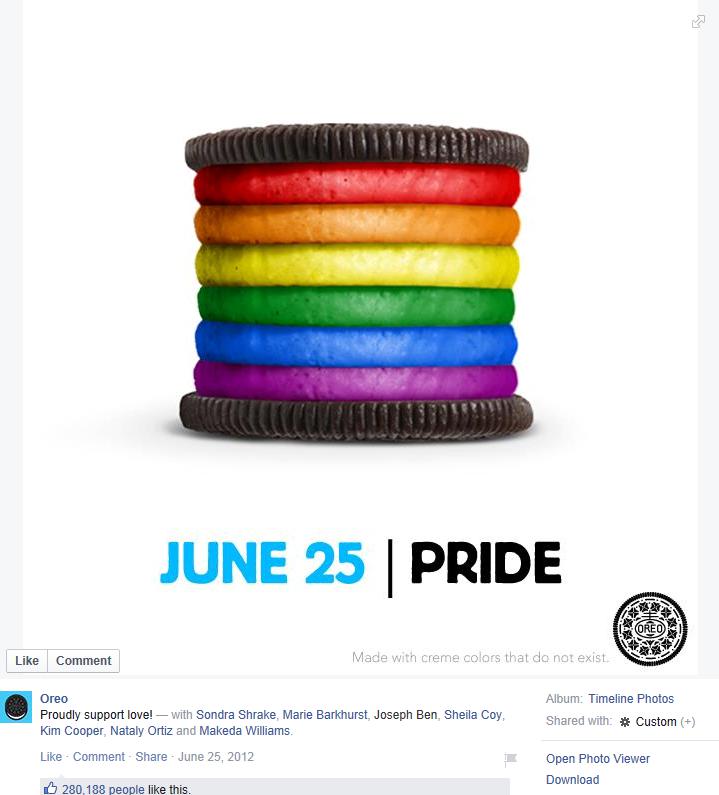 JUNE 25 | PRIDE
OREO
Made with creme colors that do not exist.
Like Comment
Oreo
Proudly support love! — with Sondra Shrake, Marie Barkhurst, Joseph Ben, Sheila Coy,
Kim Cooper, Nataly Ortiz and Makeda Williams.
Like · Comment · Share · June 25, 2012
280,188 people like this.
Album: Timeline Photos
Shared with: Custom (+)
Open Photo Viewer
Download